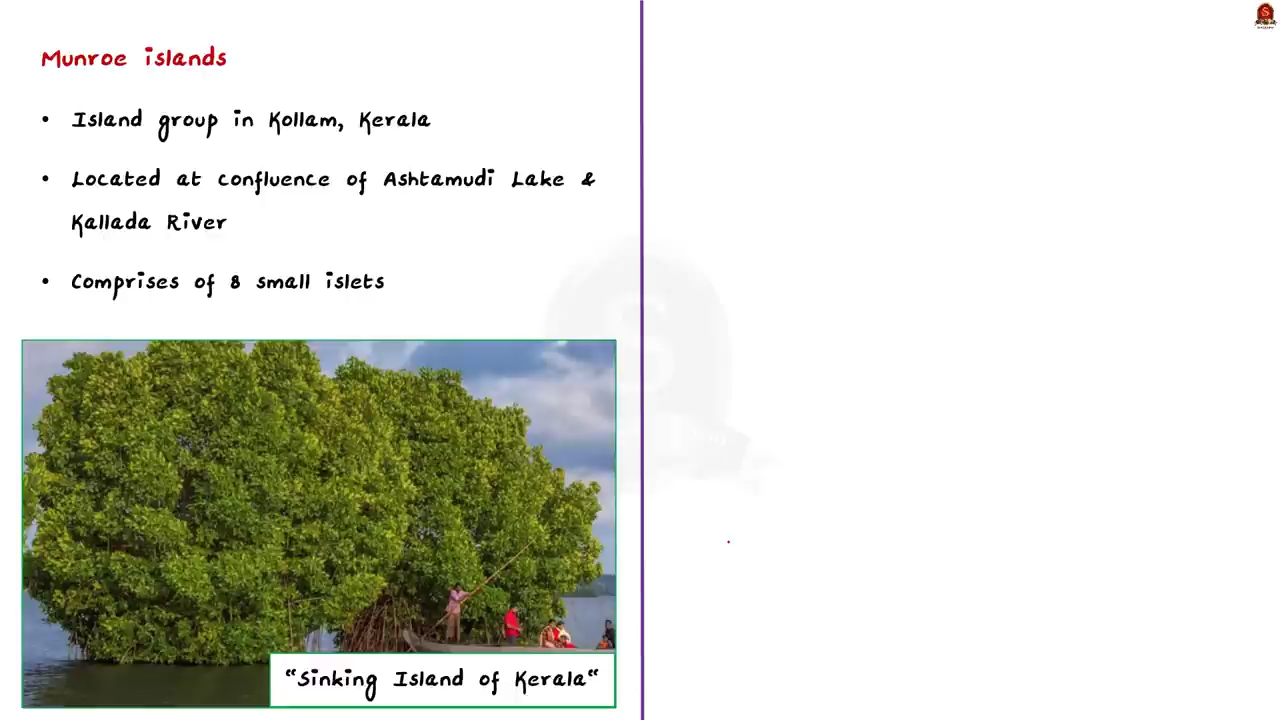 Munroe islands
• Island group in Kollam, Kerala
• Located at confluence of Ashtamudi Lake &
Kallada River
• Comprises of 8 small islets
"Sinking Island of Kerala"